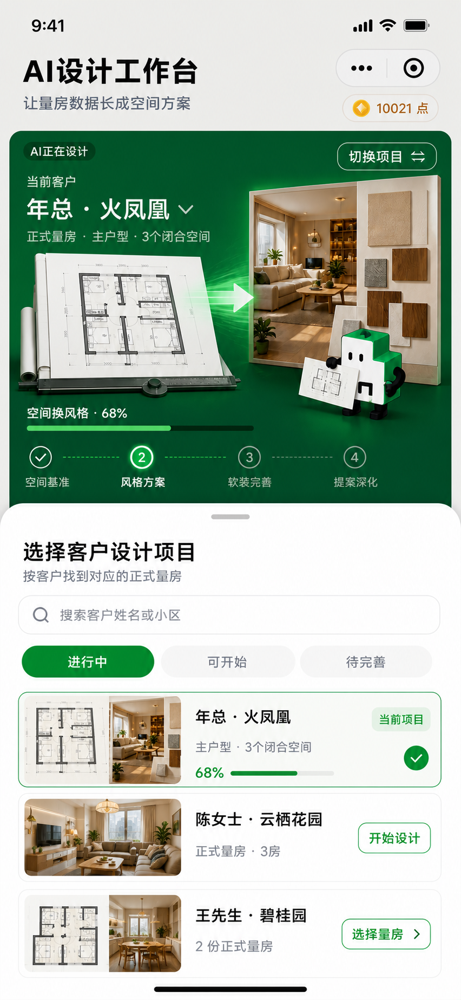 9:41
AI设计工作台
让量房数据长成空间方案
10021 点
AI正在设计
切换项目
当前客户
年总 · 火凤凰
正式量房 · 主户型 · 3个闭合空间
空间换风格 · 68%
2
3
4
空间基准
风格方案
软装完善
提案深化
选择客户设计项目
按客户找到对应的正式量房
搜索客户姓名或小区
进行中
可开始
待完善
年总 · 火凤凰
当前项目
主户型 · 3个闭合空间
68%
陈女士 · 云栖花园
正式量房 · 3房
开始设计
王先生 · 碧桂园
2 份正式量房
选择量房